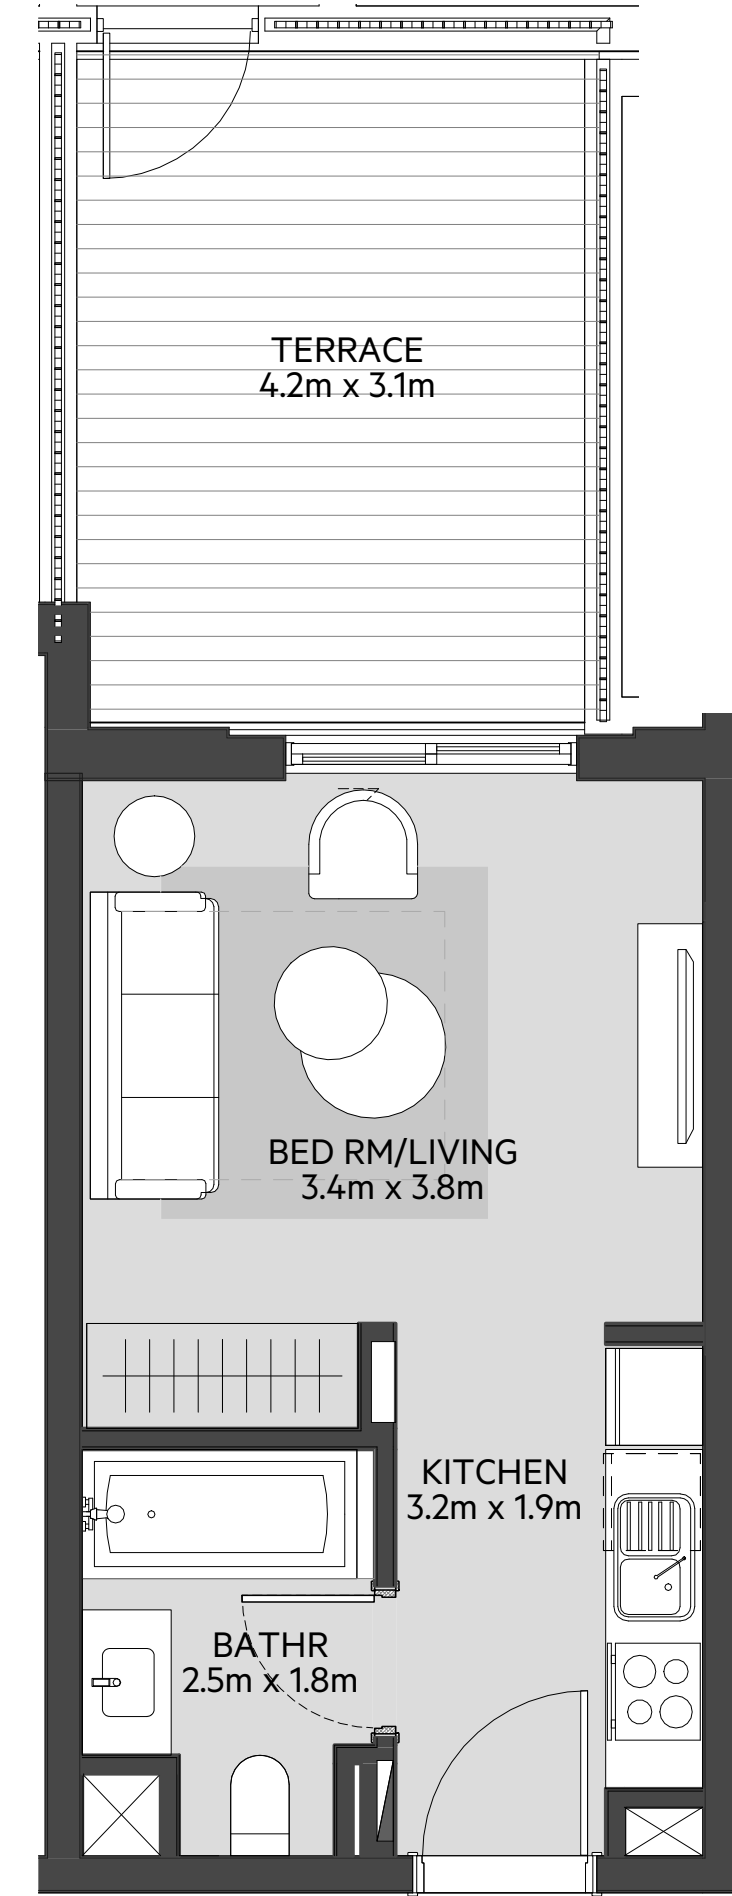 TERRACE
4.2m x 3.1m
BED RM/LIVING
3.4m x 3.8m
KITCHEN
3.2m x 1.9m
BATHR
2.5m x 1.8m